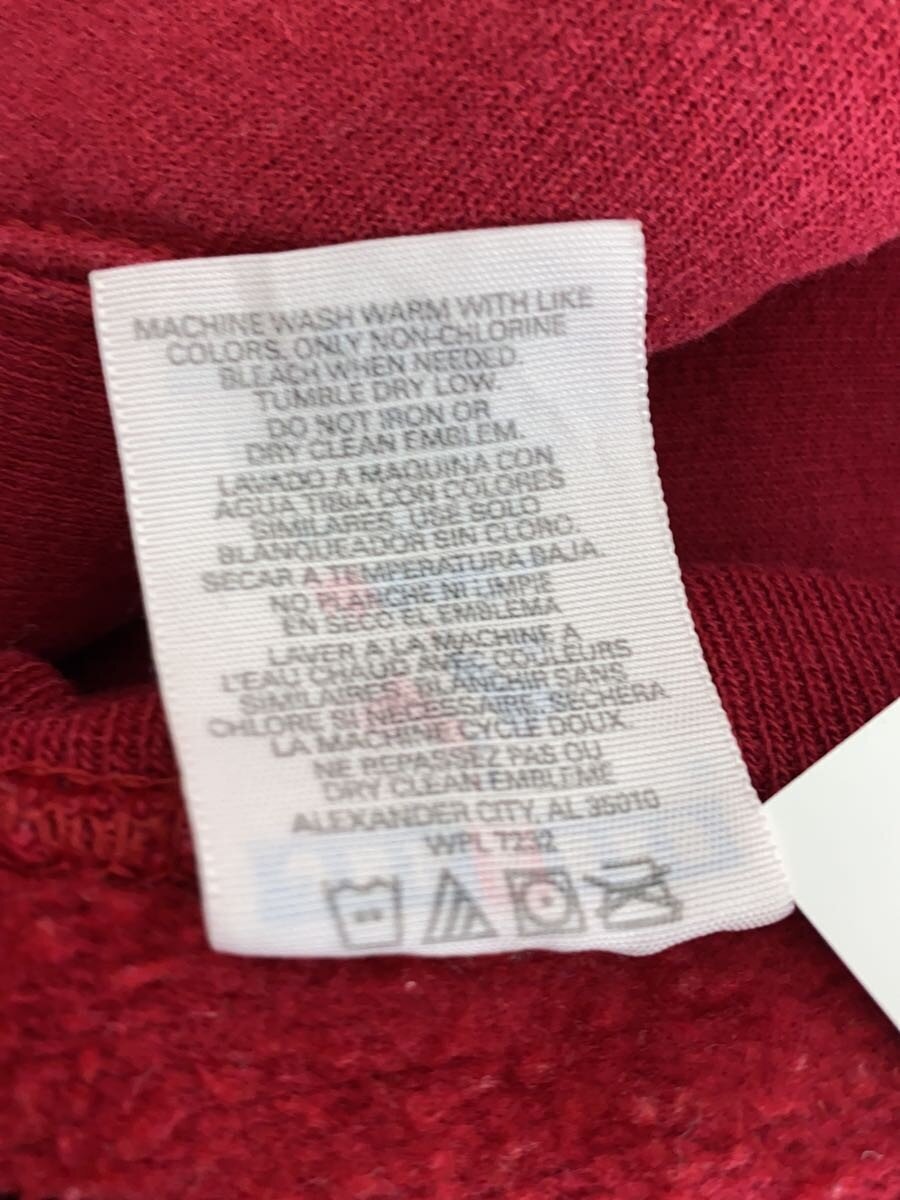 MACHINE WASH WARM WITH LIKE
COLORS. ONLY NON-CHLORINE
BLEACH WHEN NEEDED.
TUMBLE DRY LOW.
DO NOT IRON OR
DRY CLEAN EMBLEM.
LAVADO A MAQUINA CON
AGUA TIBIA CON COLORES
SIMILARES. USE SOLO
BLANQUEADOR SIN CLORO.
SECAR A TEMPERATURA BAJA.
NO PLANCHE NI LIMPIE
EN SECO EL EMBLEMA
LAVER A LA MACHINE A
L'EAU CHAUD AVEC COULEURS
SIMILAIRES. BLANCHIR SANS
CHLORE SI NECESSAIRE. SECHERA
LA MACHINE CYCLE DOUX
NE REPASSEZ PAS OU
DRY CLEAN EMBLEME
ALEXANDER CITY, AL 35010
WPL 7232